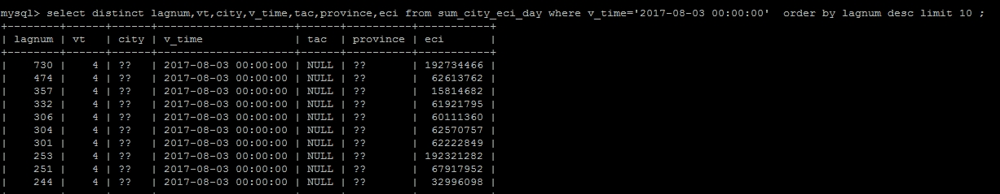 mysql> select distinct lagnum,vt,city,v_time,tac,province,eci from sum_city_eci_day where v_time='2017-08-03 00:00:00'  order by lagnum desc limit 10 ;
+--------+------+------+---------------------+------+----------+-----------+
| lagnum | vt   | city | v_time              | tac  | province | eci       |
+--------+------+------+---------------------+------+----------+-----------+
|    730 |    4 | ??   | 2017-08-03 00:00:00 | NULL | ??       | 192734466 |
|    474 |    4 | ??   | 2017-08-03 00:00:00 | NULL | ??       |  62613762 |
|    357 |    4 | ??   | 2017-08-03 00:00:00 | NULL | ??       |  15814682 |
|    332 |    4 | ??   | 2017-08-03 00:00:00 | NULL | ??       |  61921795 |
|    306 |    4 | ??   | 2017-08-03 00:00:00 | NULL | ??       |  60111360 |
|    304 |    4 | ??   | 2017-08-03 00:00:00 | NULL | ??       |  62570757 |
|    301 |    4 | ??   | 2017-08-03 00:00:00 | NULL | ??       |  62222849 |
|    253 |    4 | ??   | 2017-08-03 00:00:00 | NULL | ??       | 192321282 |
|    251 |    4 | ??   | 2017-08-03 00:00:00 | NULL | ??       |  67917952 |
|    244 |    4 | ??   | 2017-08-03 00:00:00 | NULL | ??       |  32996098 |